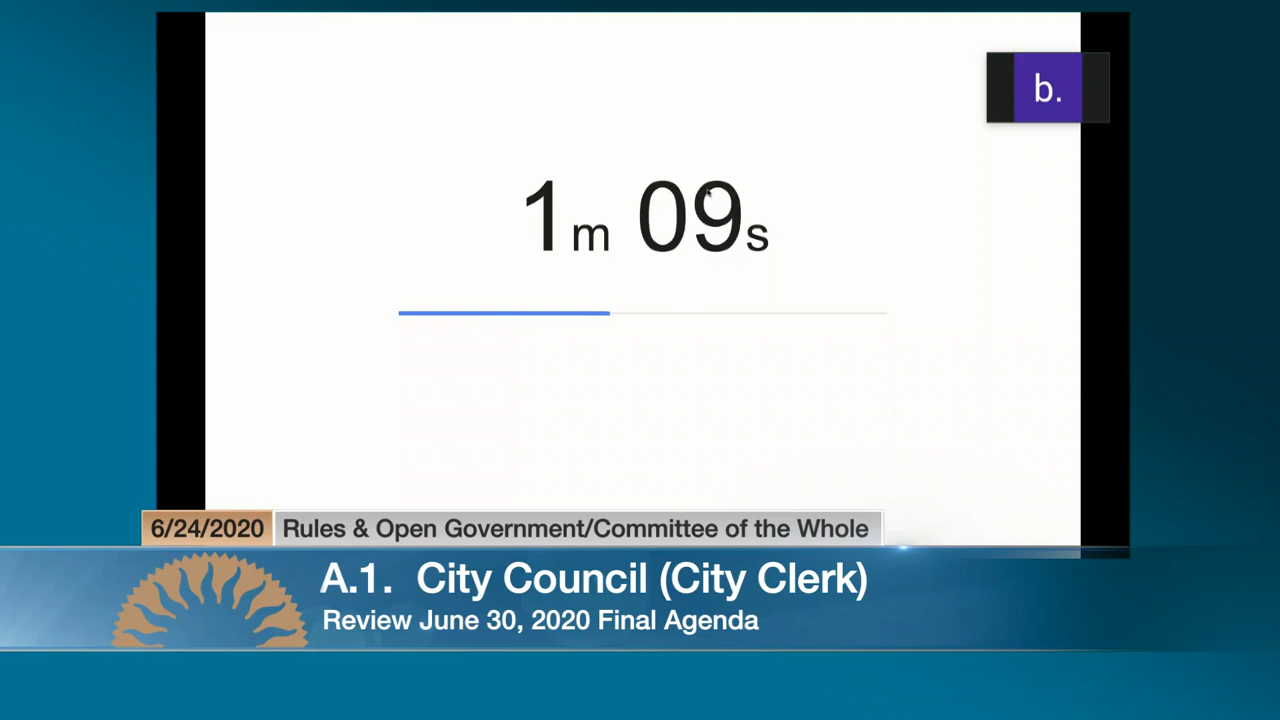 b.
1m 09s
6/24/2020 Rules & Open Government/Committee of the Whole
A.1. City Council (City Clerk)
Review June 30, 2020 Final Agenda